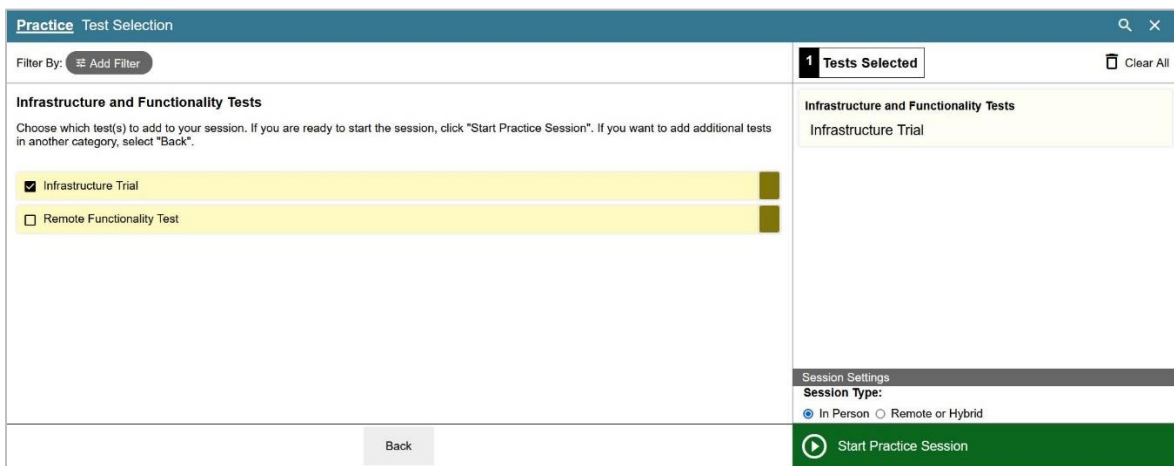 Practice Test Selection
Filter By: Add Filter
Infrastructure and Functionality Tests
Choose which test(s) to add to your session. If you are ready to start the session, click "Start Practice Session". If you want to add additional tests
in another category, select "Back".
Infrastructure Trial
Remote Functionality Test
Back
1 Tests Selected
Clear All
Infrastructure and Functionality Tests
Infrastructure Trial
Session Settings
Session Type:
In Person Remote or Hybrid
Start Practice Session